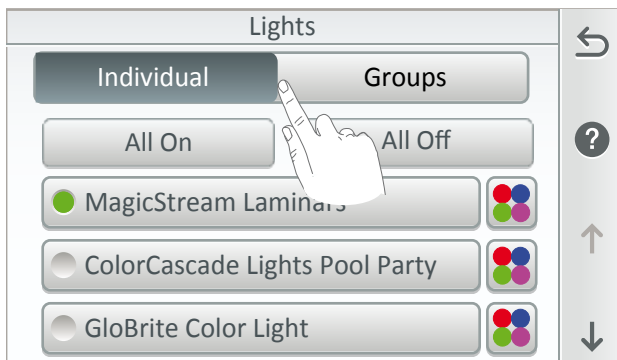 Lights
Individual Groups
All On All Off
MagicStream Laminars
ColorCascade Lights Pool Party
GloBrite Color Light
?